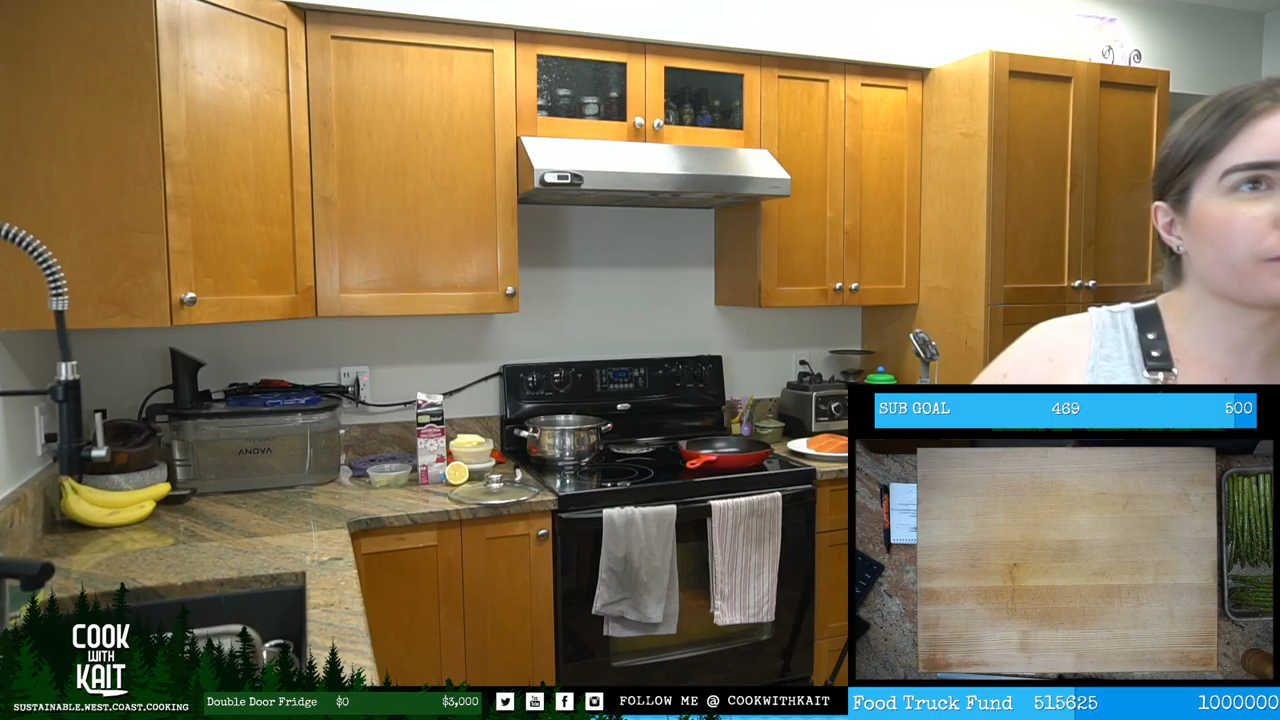 ANOVA
SUB GOAL 469 500
COOK
WITH
KAIT
SUSTAINABLE.WEST.COAST.COOKING
Double Door Fridge $0 $3,000
FOLLOW ME @ COOKWITHKAIT
Food Truck Fund 515625 1000000